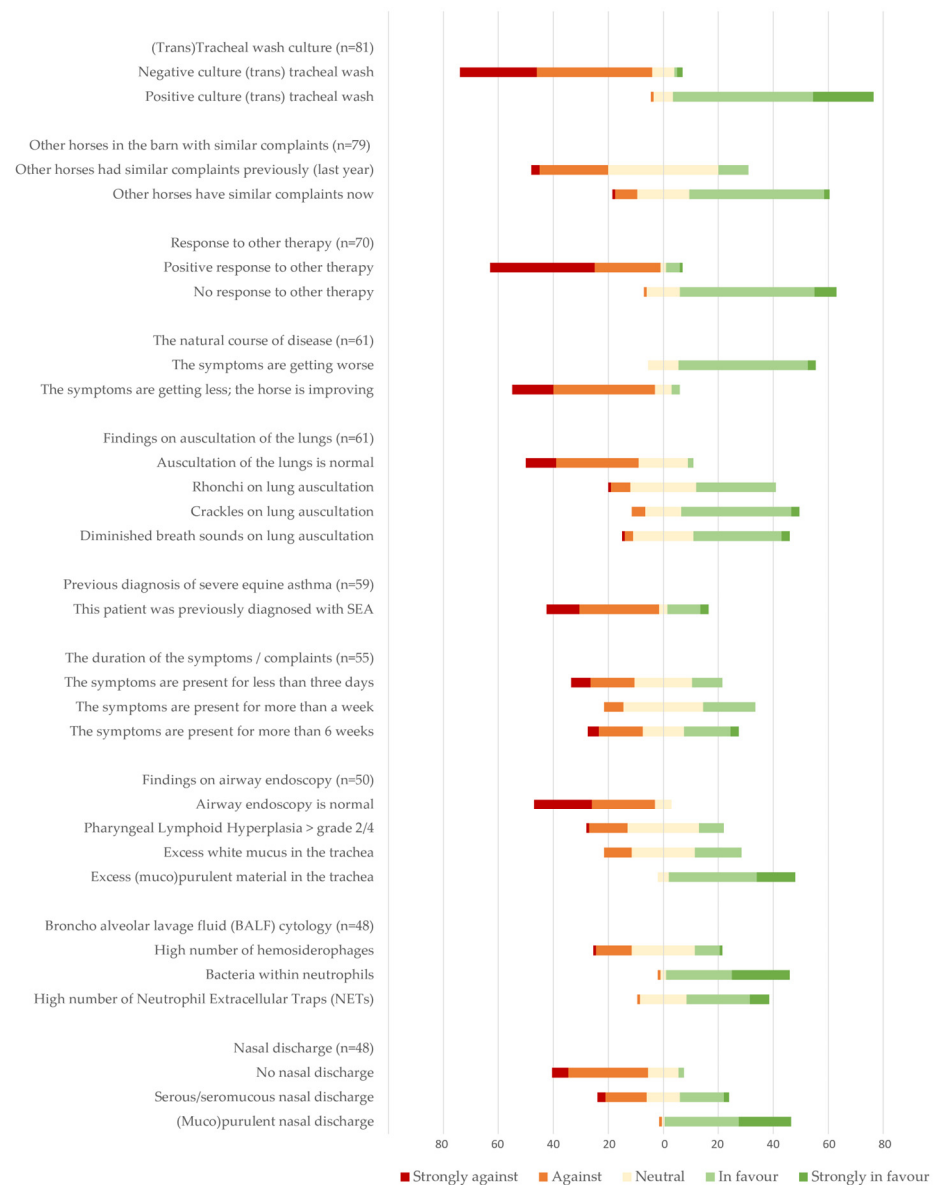 (Trans)Tracheal wash culture (n=81)
Negative culture (trans) tracheal wash
Positive culture (trans) tracheal wash
Other horses in the barn with similar complaints (n=79)
Other horses had similar complaints previously (last year)
Other horses have similar complaints now
Response to other therapy (n=70)
Positive response to other therapy
No response to other therapy
The natural course of disease (n=61)
The symptoms are getting worse
The symptoms are getting less; the horse is improving
Findings on auscultation of the lungs (n=61)
Auscultation of the lungs is normal
Rhonchi on lung auscultation
Crackles on lung auscultation
Diminished breath sounds on lung auscultation
Previous diagnosis of severe equine asthma (n=59)
This patient was previously diagnosed with SEA
The duration of the symptoms / complaints (n=55)
The symptoms are present for less than three days
The symptoms are present for more than a week
The symptoms are present for more than 6 weeks
Findings on airway endoscopy (n=50)
Airway endoscopy is normal
Pharyngeal Lymphoid Hyperplasia > grade 2/4
Excess white mucus in the trachea
Excess (muco)purulent material in the trachea
Broncho alveolar lavage fluid (BALF) cytology (n=48)
High number of hemosiderophages
Bacteria within neutrophils
High number of Neutrophil Extracellular Traps (NETs)
Nasal discharge (n=48)
No nasal discharge
Serous/seromucous nasal discharge
(Muco)purulent nasal discharge
80 60 40 20 0 20 40 60 80
Strongly against Against Neutral In favour Strongly in favour